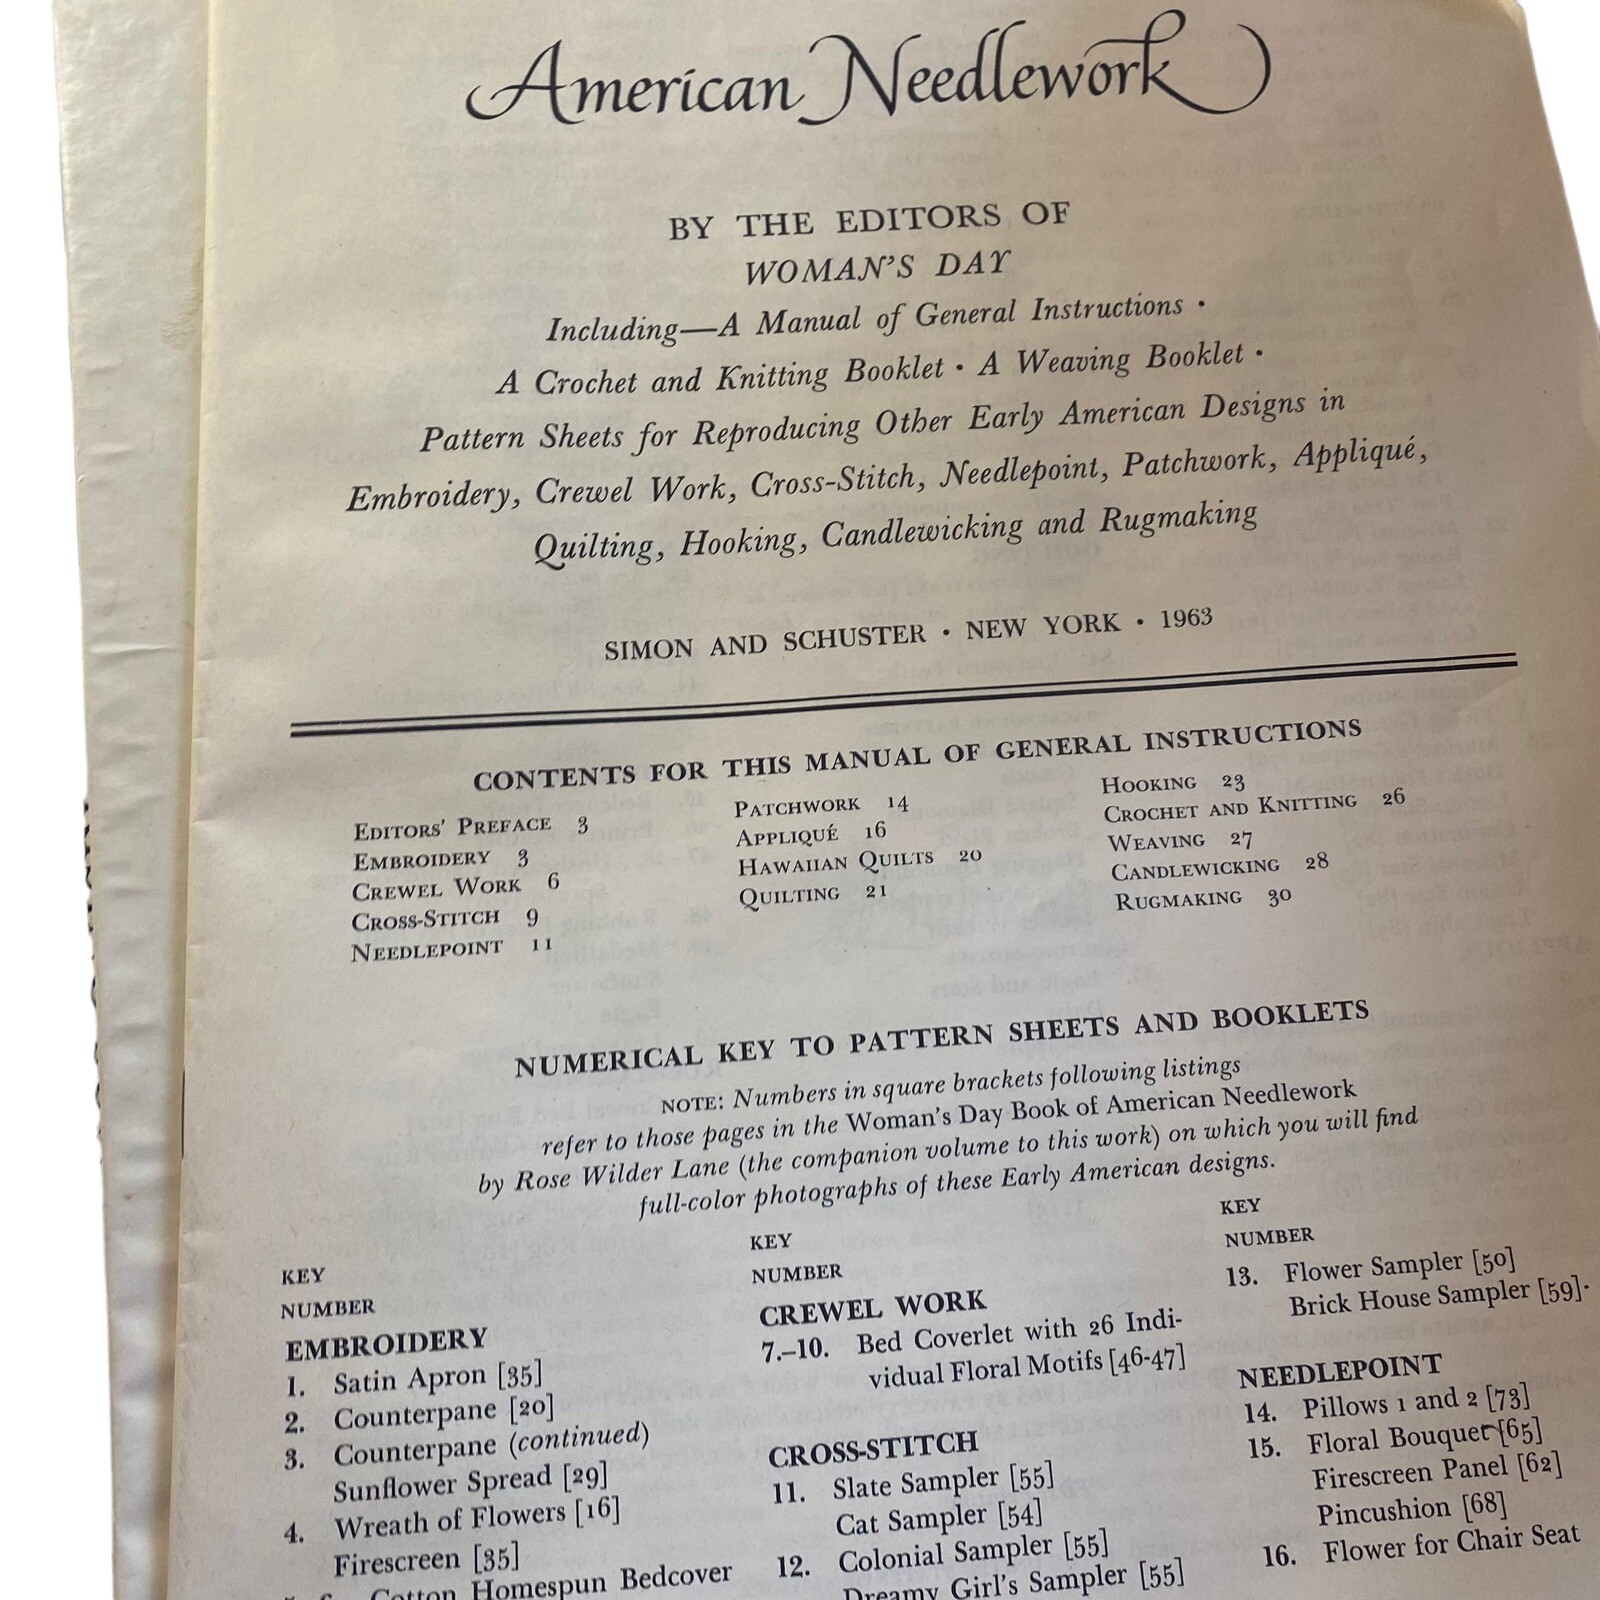 American Needlework
BY THE EDITORS OF
WOMAN'S DAY
Including—A Manual of General Instructions •
A Crochet and Knitting Booklet • A Weaving Booklet •
Pattern Sheets for Reproducing Other Early American Designs in
Embroidery, Crewel Work, Cross-Stitch, Needlepoint, Patchwork, Appliqué,
Quilting, Hooking, Candlewicking and Rugmaking
SIMON AND SCHUSTER • NEW YORK • 1963
CONTENTS FOR THIS MANUAL OF GENERAL INSTRUCTIONS
EDITORS' PREFACE 3
EMBROIDERY 3
CREWEL WORK 6
CROSS-STITCH 9
NEEDLEPOINT 11
PATCHWORK 14
APPLIQUÉ 16
HAWAIIAN QUILTS 20
QUILTING 21
HOOKING 23
CROCHET AND KNITTING 26
WEAVING 27
CANDLEWICKING 28
RUGMAKING 30
NUMERICAL KEY TO PATTERN SHEETS AND BOOKLETS
NOTE: Numbers in square brackets following listings
refer to those pages in the Woman's Day Book of American Needlework
by Rose Wilder Lane (the companion volume to this work) on which you will find
full-color photographs of these Early American designs.
KEY
NUMBER
EMBROIDERY
1. Satin Apron [35]
2. Counterpane [20]
3. Counterpane (continued)
Sunflower Spread [29]
4. Wreath of Flowers [16]
Firescreen [35]
Cotton Homespun Bedcover
KEY
NUMBER
CREWEL WORK
7.–10. Bed Coverlet with 26 Indi-
vidual Floral Motifs [46-47]
CROSS-STITCH
11. Slate Sampler [55]
Cat Sampler [54]
12. Colonial Sampler [55]
Dreamy Girl's Sampler [55]
KEY
NUMBER
13. Flower Sampler [50]
Brick House Sampler [59]
NEEDLEPOINT
14. Pillows 1 and 2 [73]
15. Floral Bouquet [65]
Firescreen Panel [62]
Pincushion [68]
16. Flower for Chair Seat